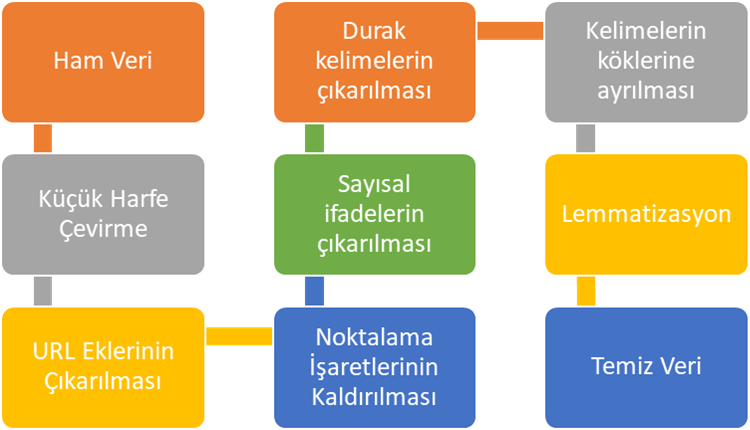 Ham Veri
Küçük Harfe
Çevirme
URL Eklerinin
Çıkarılması
Noktalama
İşaretlerinin
Kaldırılması
Sayısal
ifadelerin
çıkarılması
Durak
kelimelerin
çıkarılması
Kelimelerin
köklerine
ayrılması
Lemmatizasyon
Temiz Veri